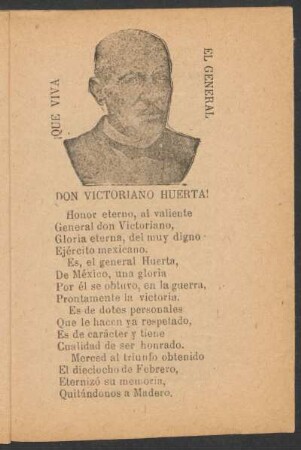 ¡QUE VIVA
EL GENERAL
DON VICTORIANO HUERTA!
Honor eterno, al valiente
General don Victoriano,
Gloria eterna, del muy digno
Ejército mexicano.
Es, el general Huerta,
De México, una gloria
Por él se obtuvo, en la guerra,
Prontamente la victoria.
Es de dotes personales
Que le hacen ya respetado,
Es de carácter y tiene
Cualidad de ser honrado.
Merced al triunfo obtenido
El dieciocho de Febrero,
Eternizó su memoria,
Quitándonos a Madero.